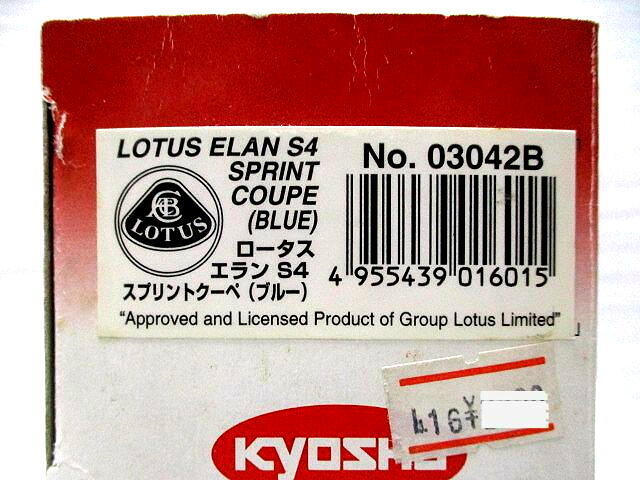 LOTUS ELAN S4
SPRINT
COUPE
(BLUE)
ロータス
エラン S4
スプリントクーペ (ブルー)
LOTUS
No. 03042B
4 955439 016015
"Approved and Licensed Product of Group Lotus Limited"
416¥
KYOSHO